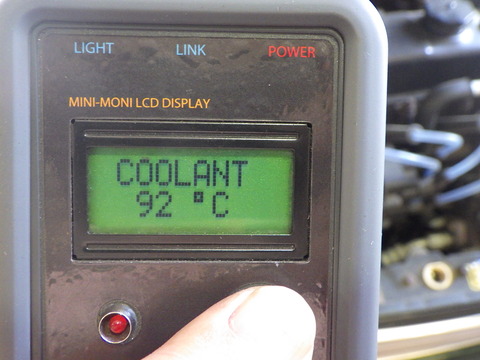 LIGHT LINK POWER
MINI-MONI LCD DISPLAY
COOLANT
92 °C